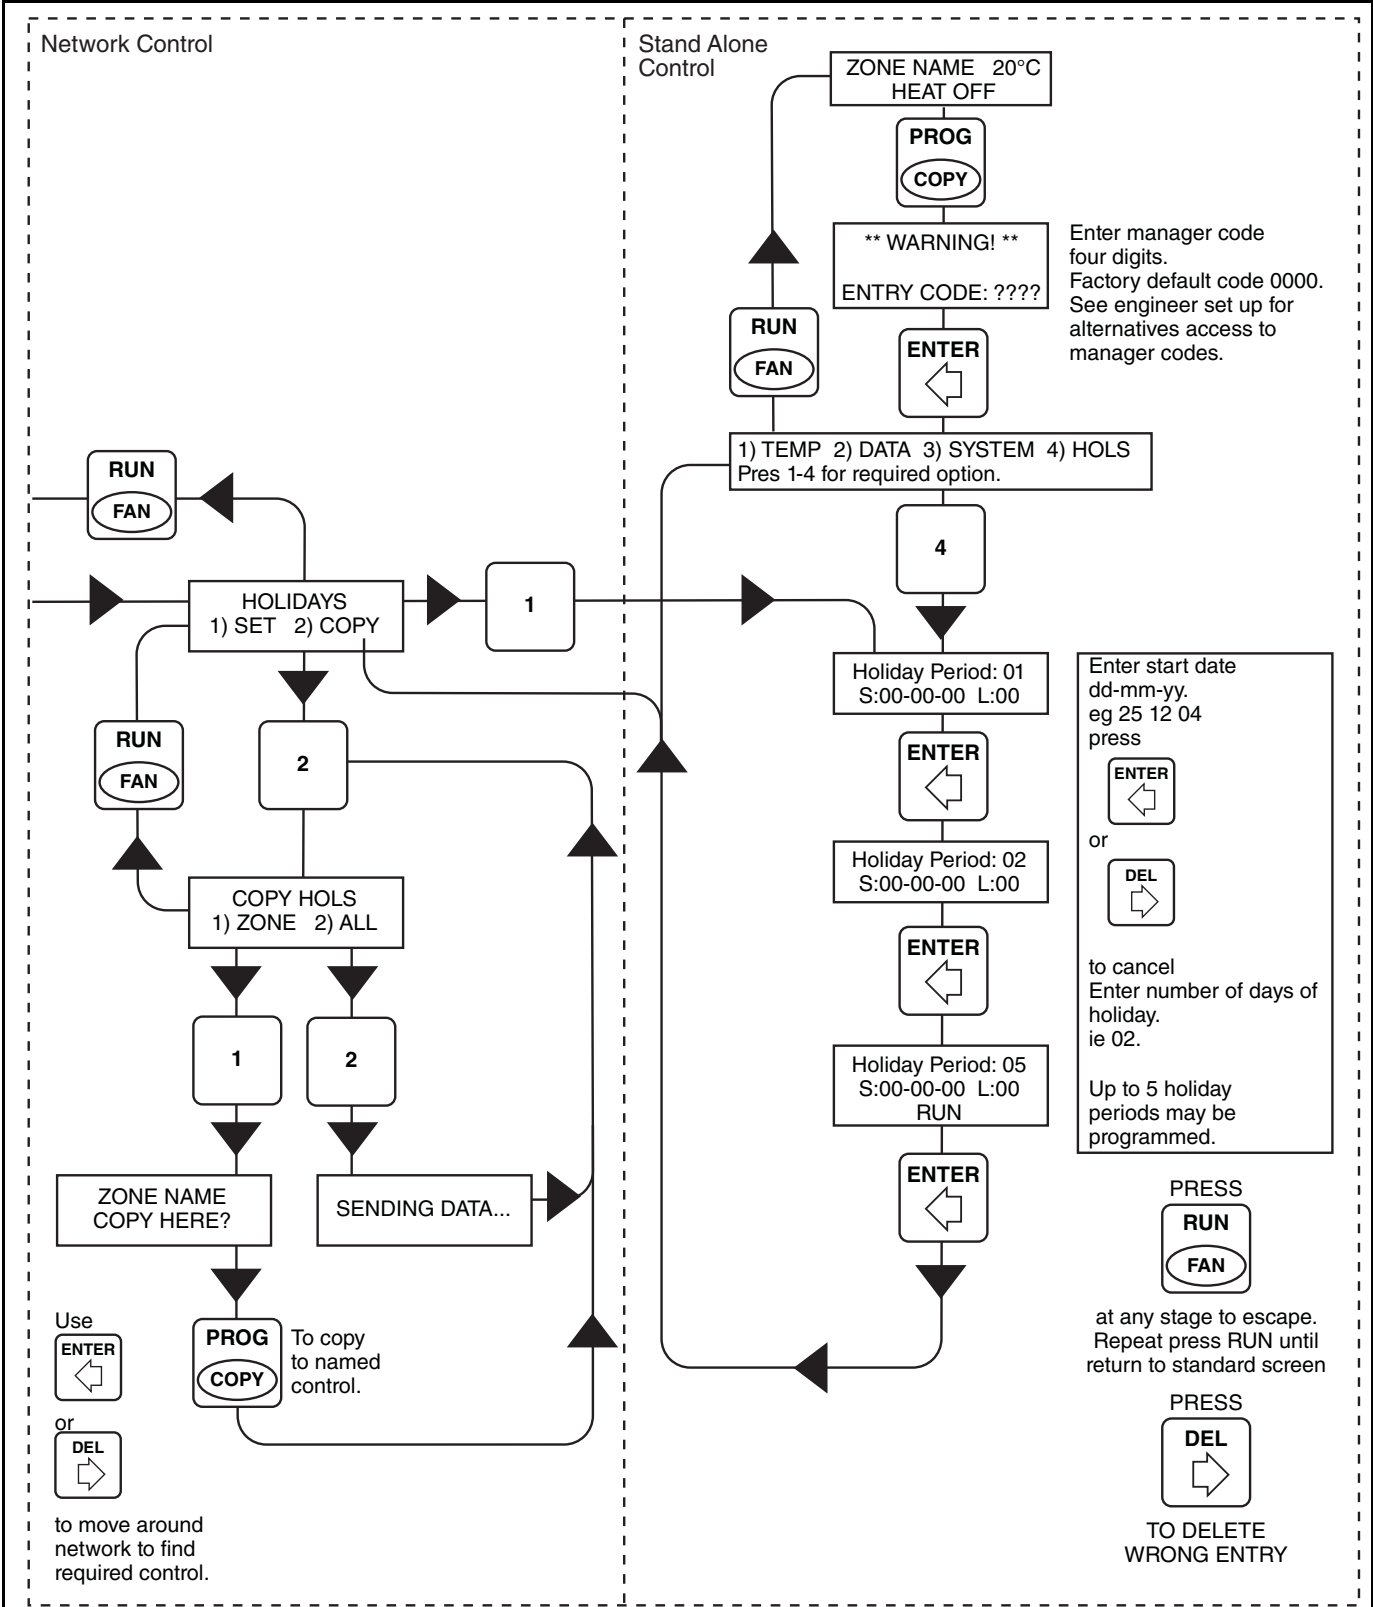 Network Control
Stand Alone
Control
ZONE NAME 20°C
HEAT OFF
PROG
COPY
** WARNING! **
ENTRY CODE: ????
Enter manager code
four digits.
Factory default code 0000.
See engineer set up for
alternatives access to
manager codes.
RUN
FAN
ENTER
1) TEMP 2) DATA 3) SYSTEM 4) HOLS
Pres 1-4 for required option.
4
RUN
FAN
HOLIDAYS
1) SET 2) COPY
1
RUN
FAN
2
COPY HOLS
1) ZONE 2) ALL
1
2
ZONE NAME
COPY HERE?
SENDING DATA...
PROG
COPY
To copy
to named
control.
Use
ENTER
or
DEL
to move around
network to find
required control.
Holiday Period: 01
S:00-00-00 L:00
ENTER
Holiday Period: 02
S:00-00-00 L:00
ENTER
Holiday Period: 05
S:00-00-00 L:00
RUN
ENTER
Enter start date
dd-mm-yy.
eg 25 12 04
press
ENTER
or
DEL
to cancel
Enter number of days of
holiday.
ie 02.
Up to 5 holiday
periods may be
programmed.
PRESS
RUN
FAN
at any stage to escape.
Repeat press RUN until
return to standard screen
PRESS
DEL
TO DELETE
WRONG ENTRY